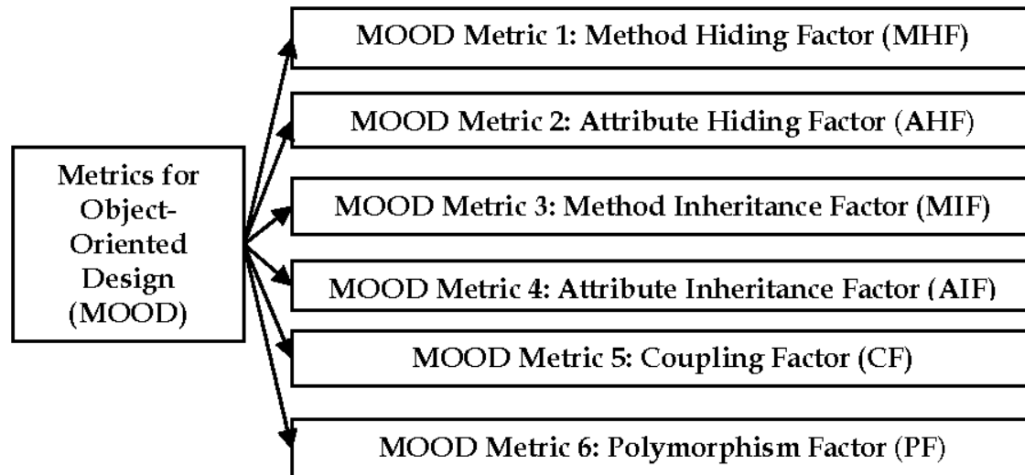 MOOD Metric 1: Method Hiding Factor (MHF)
MOOD Metric 2: Attribute Hiding Factor (AHF)
Metrics for
Object-
Oriented
Design
(MOOD)
MOOD Metric 3: Method Inheritance Factor (MIF)
MOOD Metric 4: Attribute Inheritance Factor (AIF)
MOOD Metric 5: Coupling Factor (CF)
MOOD Metric 6: Polymorphism Factor (PF)